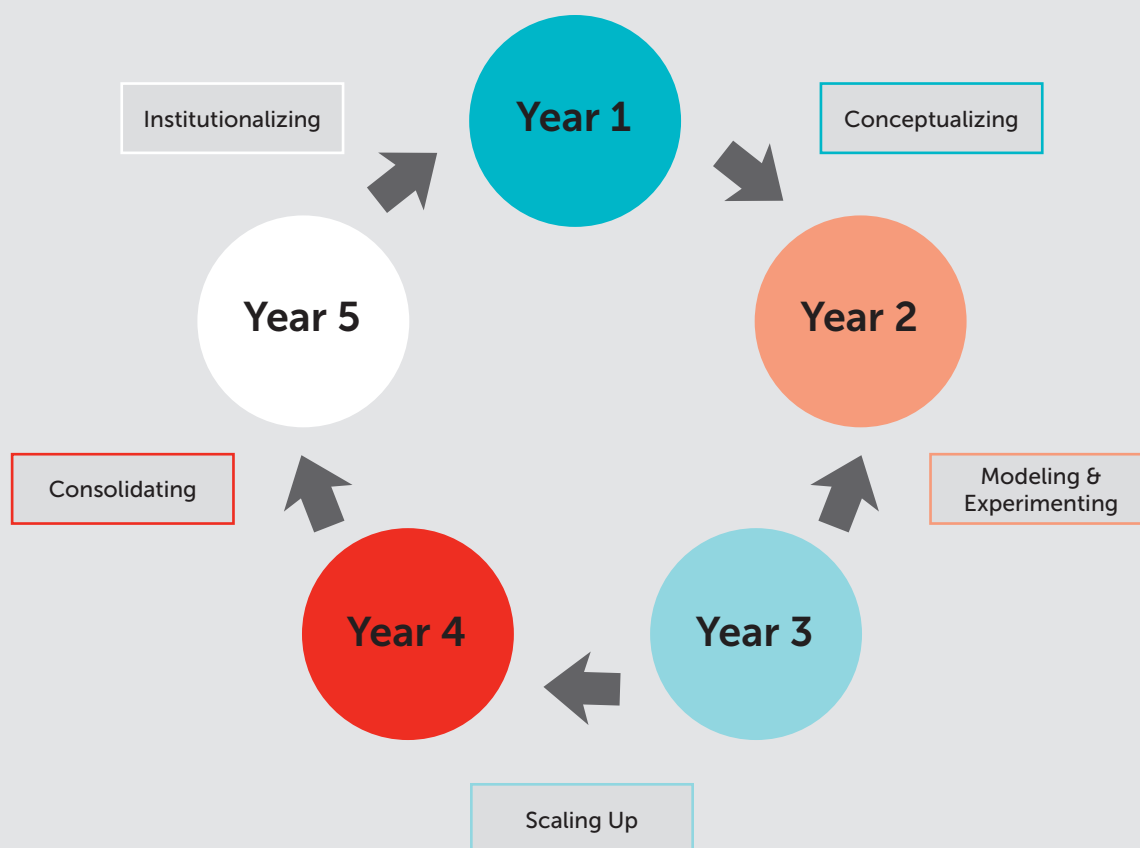 Year 1
Conceptualizing
Year 2
Modeling &
Experimenting
Year 3
Scaling Up
Year 4
Consolidating
Year 5
Institutionalizing